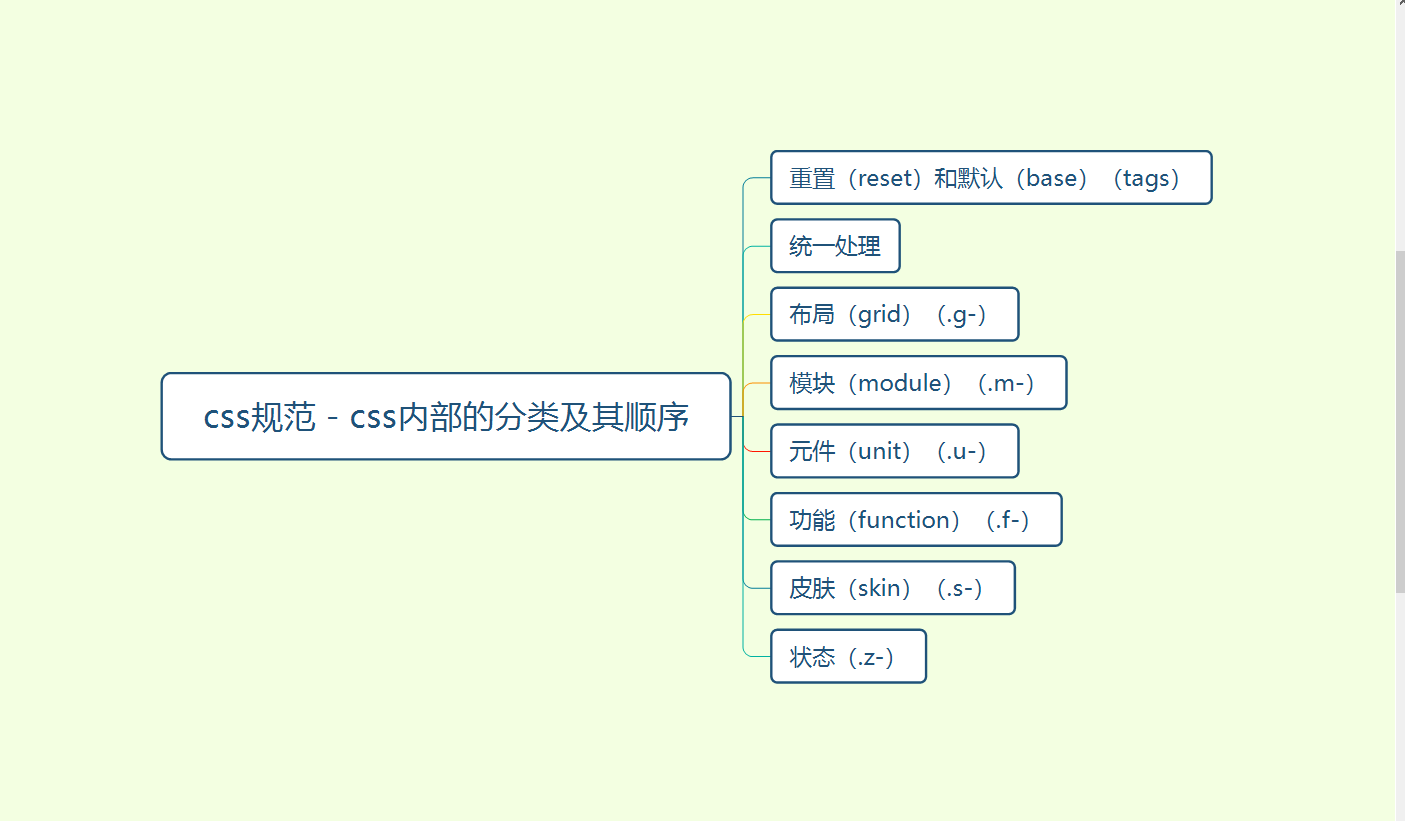 重置（reset）和默认（base）（tags）
统一处理
布局（grid）（.g-）
模块（module）（.m-）
css规范 - css内部的分类及其顺序
元件（unit）（.u-）
功能（function）（.f-）
皮肤（skin）（.s-）
状态（.z-）